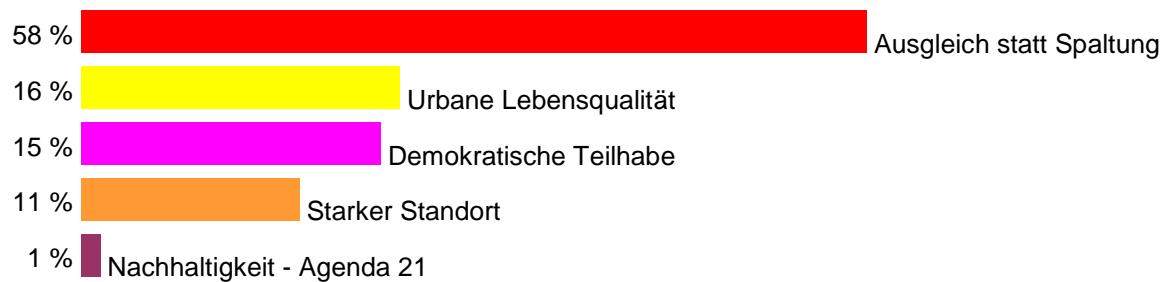 58 % Ausgleich statt Spaltung
16 % Urbane Lebensqualität
15 % Demokratische Teilhabe
11 % Starker Standort
1 % Nachhaltigkeit - Agenda 21